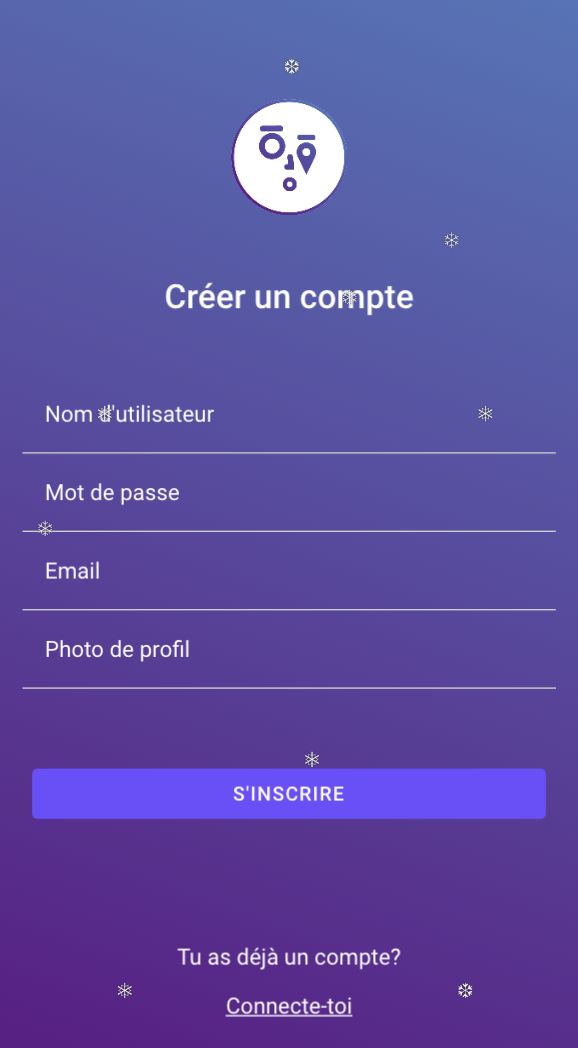 Créer un compte
Nom d'utilisateur
Mot de passe
Email
Photo de profil
S'INSCRIRE
Tu as déjà un compte?
Connecte-toi